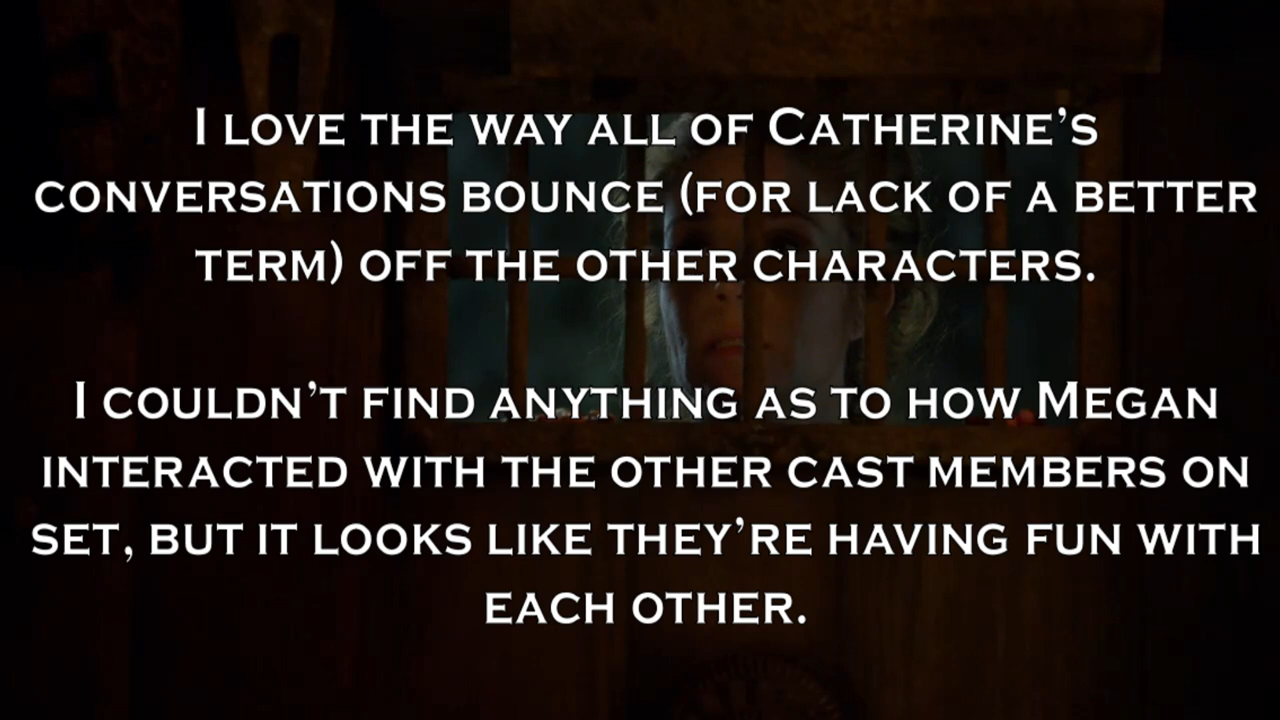 I love the way all of Catherine's
conversations bounce (for lack of a better
term) off the other characters.
I couldn't find anything as to how Megan
interacted with the other cast members on
set, but it looks like they're having fun with
each other.